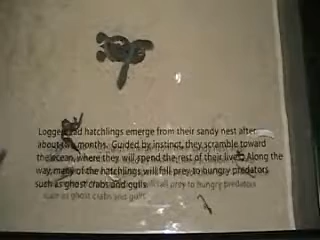 Loggerhead hatchlings emerge from their sandy nest after
about two months. Guided by instinct, they scramble toward
the ocean, where they will spend the rest of their lives. Along the
way, many of the hatchlings will fall prey to hungry predators
such as ghost crabs and gulls